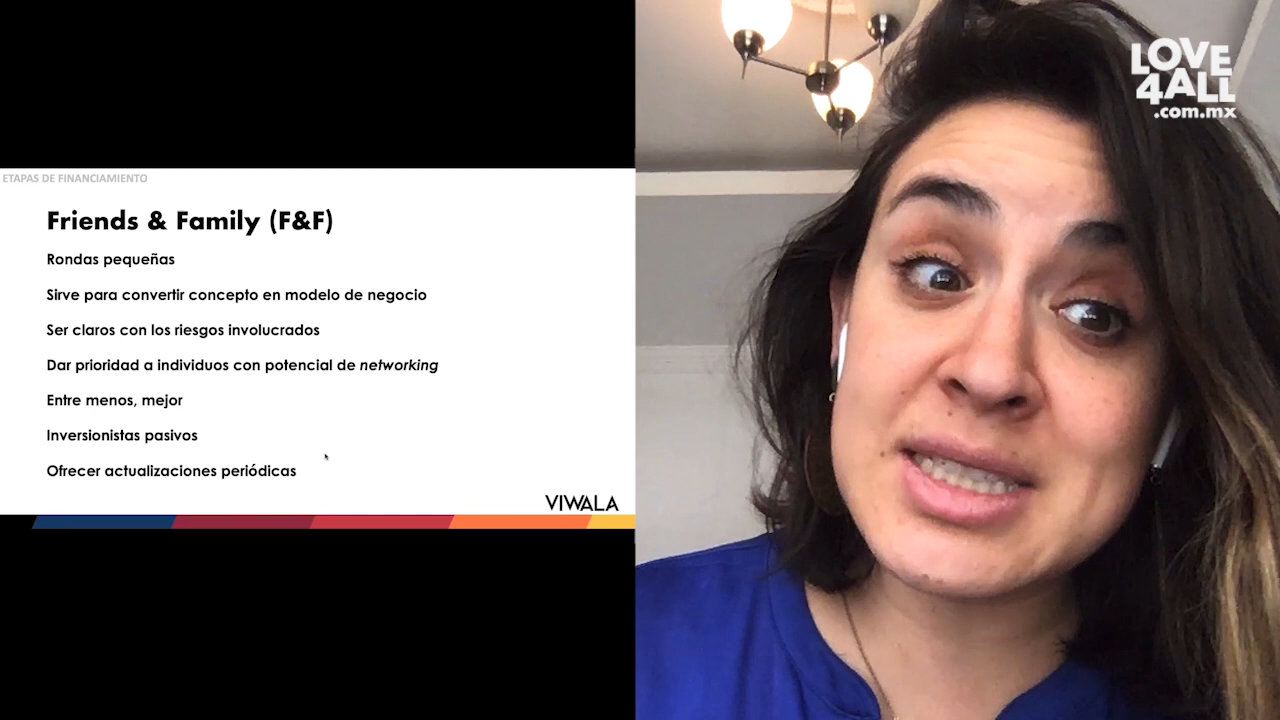 ETAPAS DE FINANCIAMIENTO
Friends & Family (F&F)
Rondas pequeñas
Sirve para convertir concepto en modelo de negocio
Ser claros con los riesgos involucrados
Dar prioridad a individuos con potencial de networking
Entre menos, mejor
Inversionistas pasivos
Ofrecer actualizaciones periódicas
VIWALA
LOVE
4ALL
.com.mx